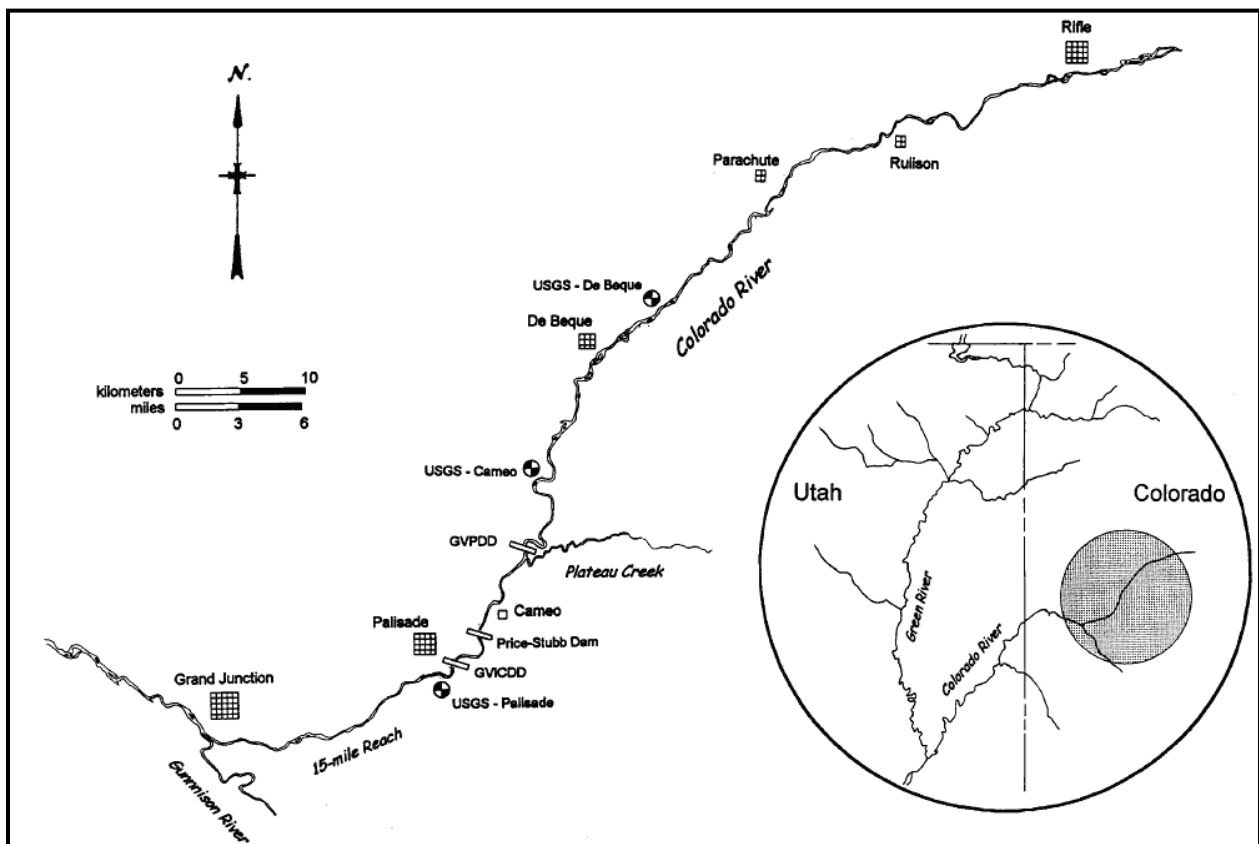 Rifle
N.
Parachute
Rulison
USGS - De Beque
De Beque
Colorado River
0 5 10
kilometers
miles
0 3 6
USGS - Cameo
GVPDD
Plateau Creek
Cameo
Palisade
Price-Stubb Dam
GVICDD
Grand Junction
USGS - Palisade
15-mile Reach
Gunnnison River
Utah
Colorado
Green River
Colorado River